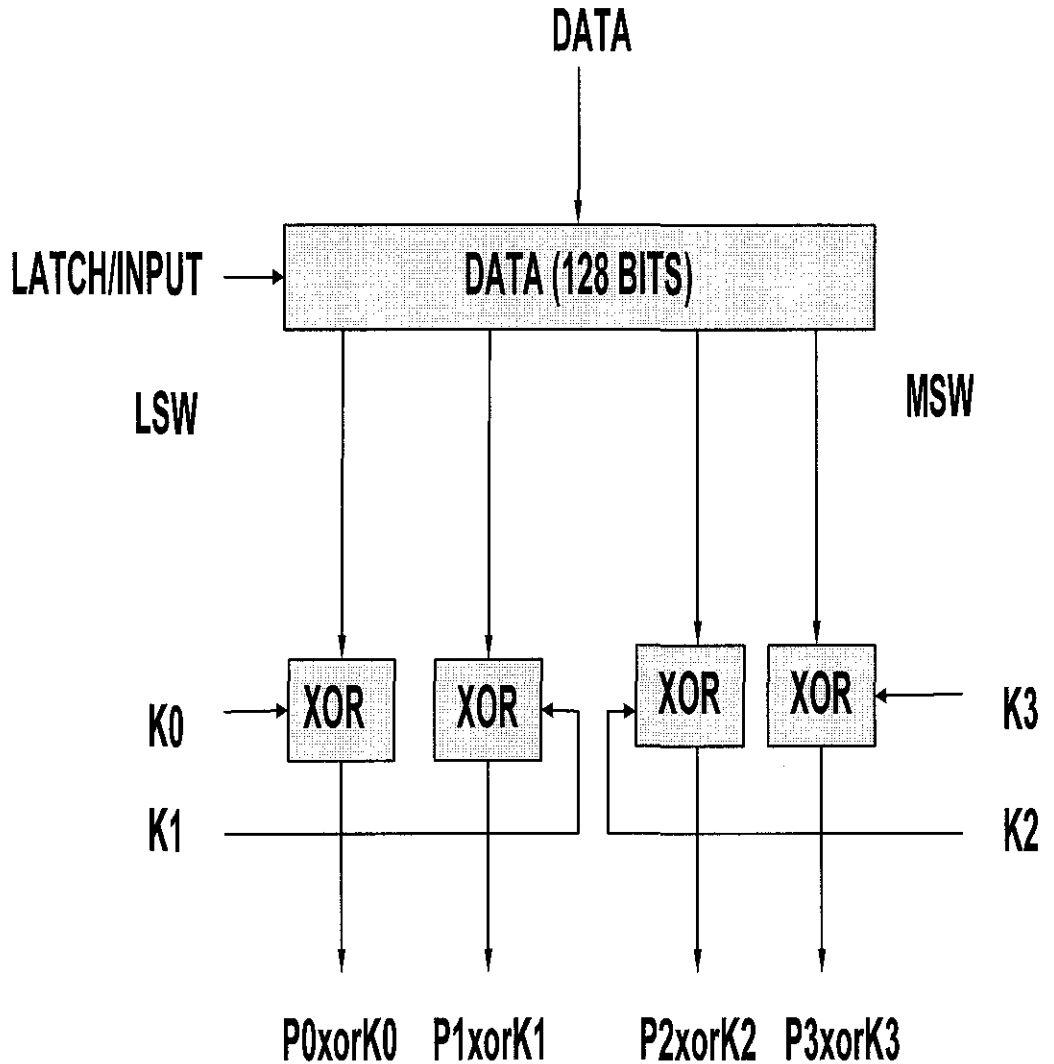 DATA
LATCH/INPUT
DATA (128 BITS)
LSW
MSW
XOR
XOR
XOR
XOR
K0
K3
K1
K2
P0xorK0
P1xorK1
P2xorK2
P3xorK3